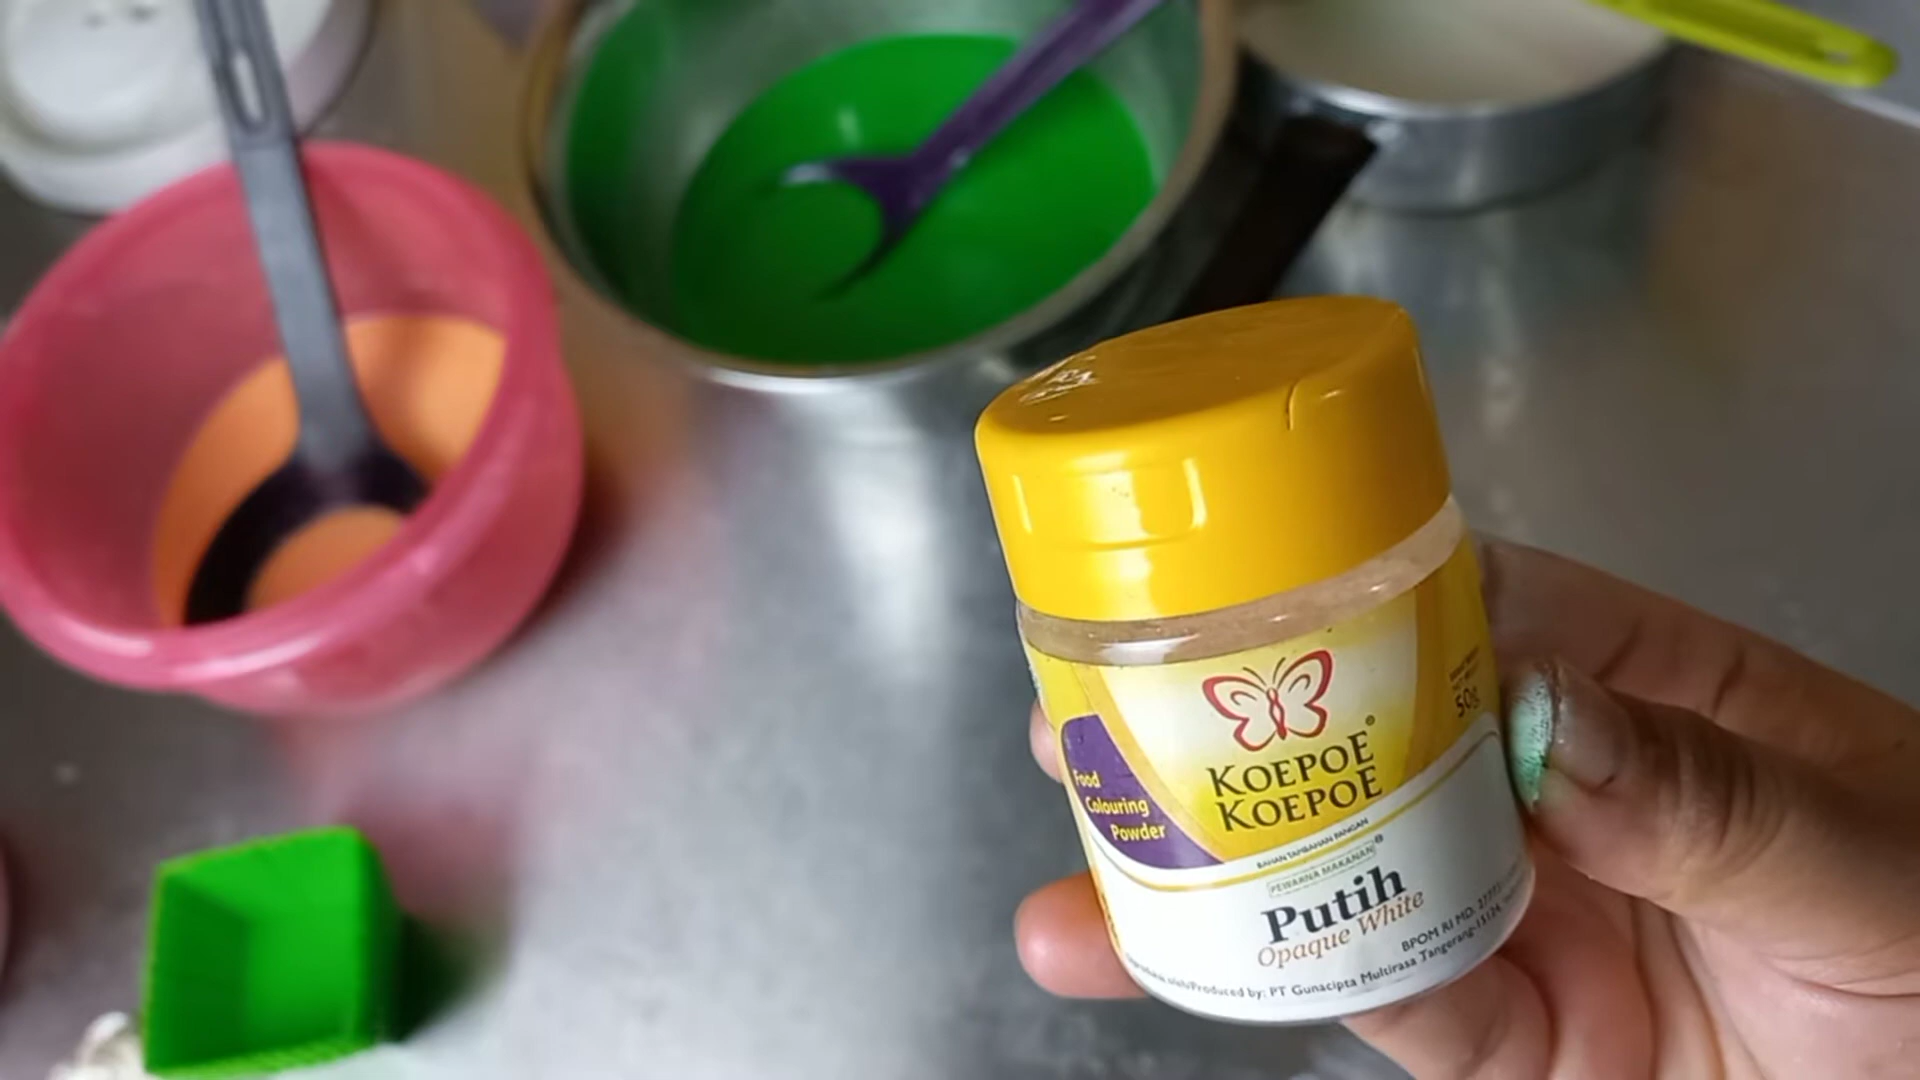 KOEPOE®
KOEPOE
Food
Colouring
Powder
50g
BAHAN TAMBAHAN PANGAN
PEWARNA MAKANAN
Putih
Opaque White
BPOM RI MD:
Produced by: PT Gunacipta Multirasa Tangerang-15124,